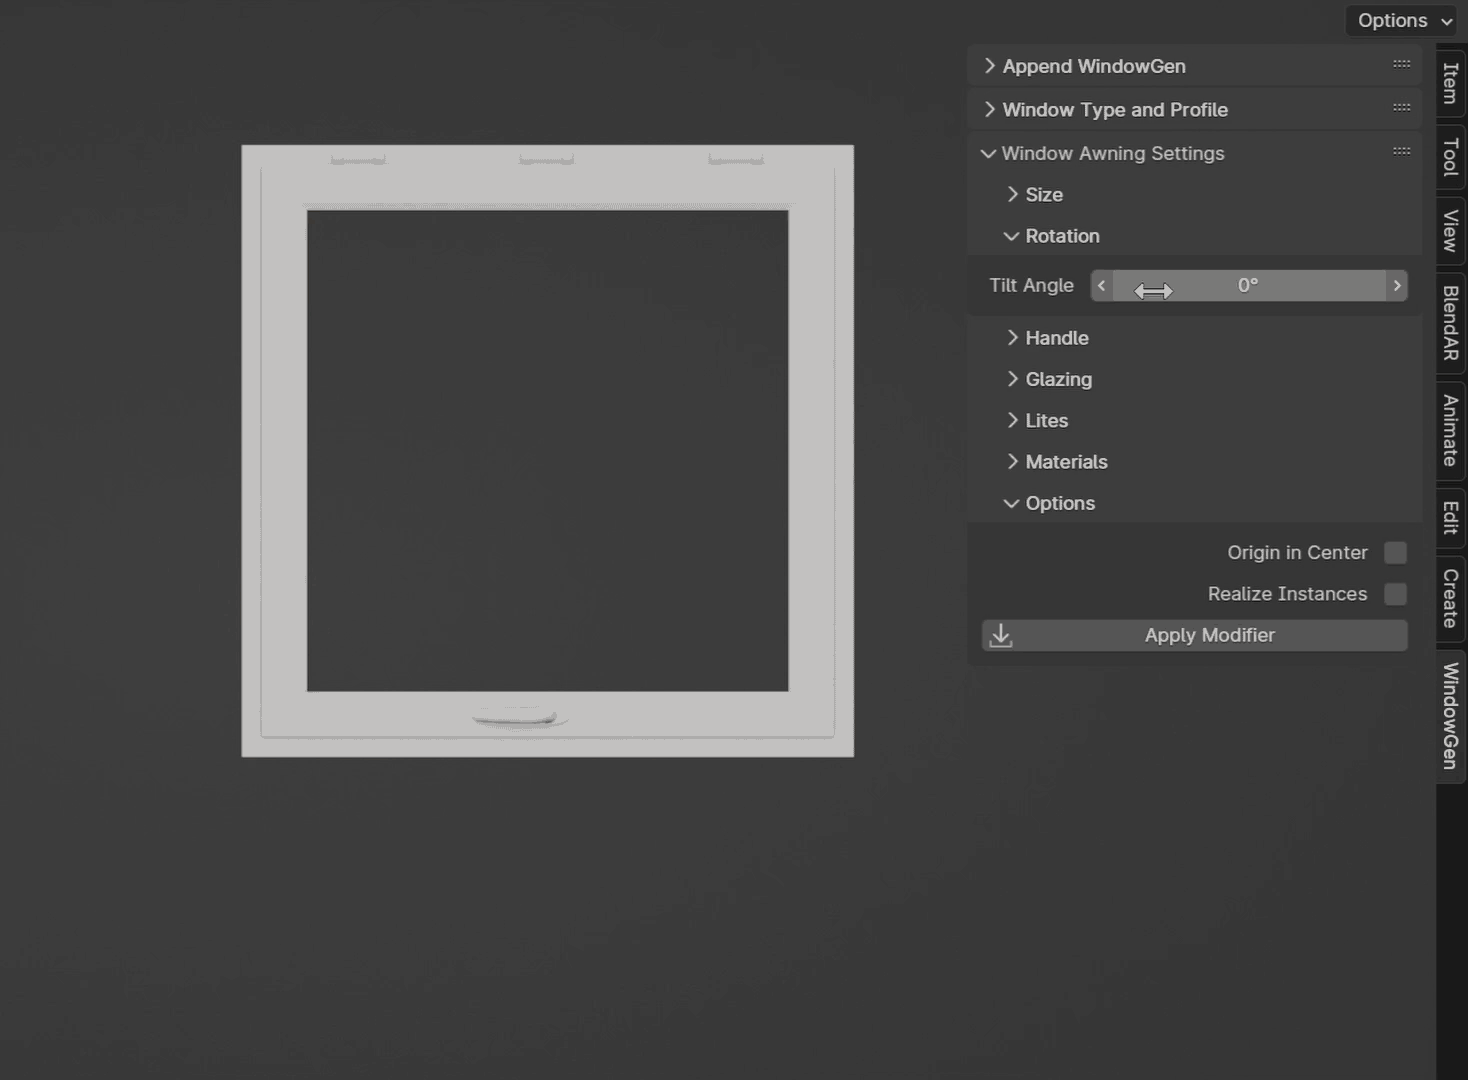 Options
Append WindowGen
Window Type and Profile
Window Awning Settings
Size
Rotation
Tilt Angle 0°
Handle
Glazing
Lites
Materials
Options
Origin in Center
Realize Instances
Apply Modifier
Item
Tool
View
BlendAR
Animate
Edit
Create
WindowGen